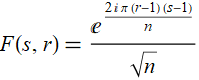 F(s, r) = ⅇ^(2 i π (r−1) (s−1) / n) / √n